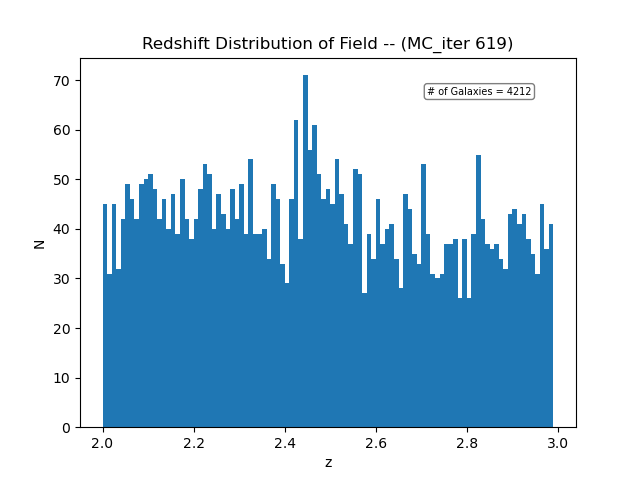 Redshift Distribution of Field -- (MC_iter 619)
# of Galaxies = 4212
70
60
50
40
30
20
10
0
N
2.0 2.2 2.4 2.6 2.8 3.0
z